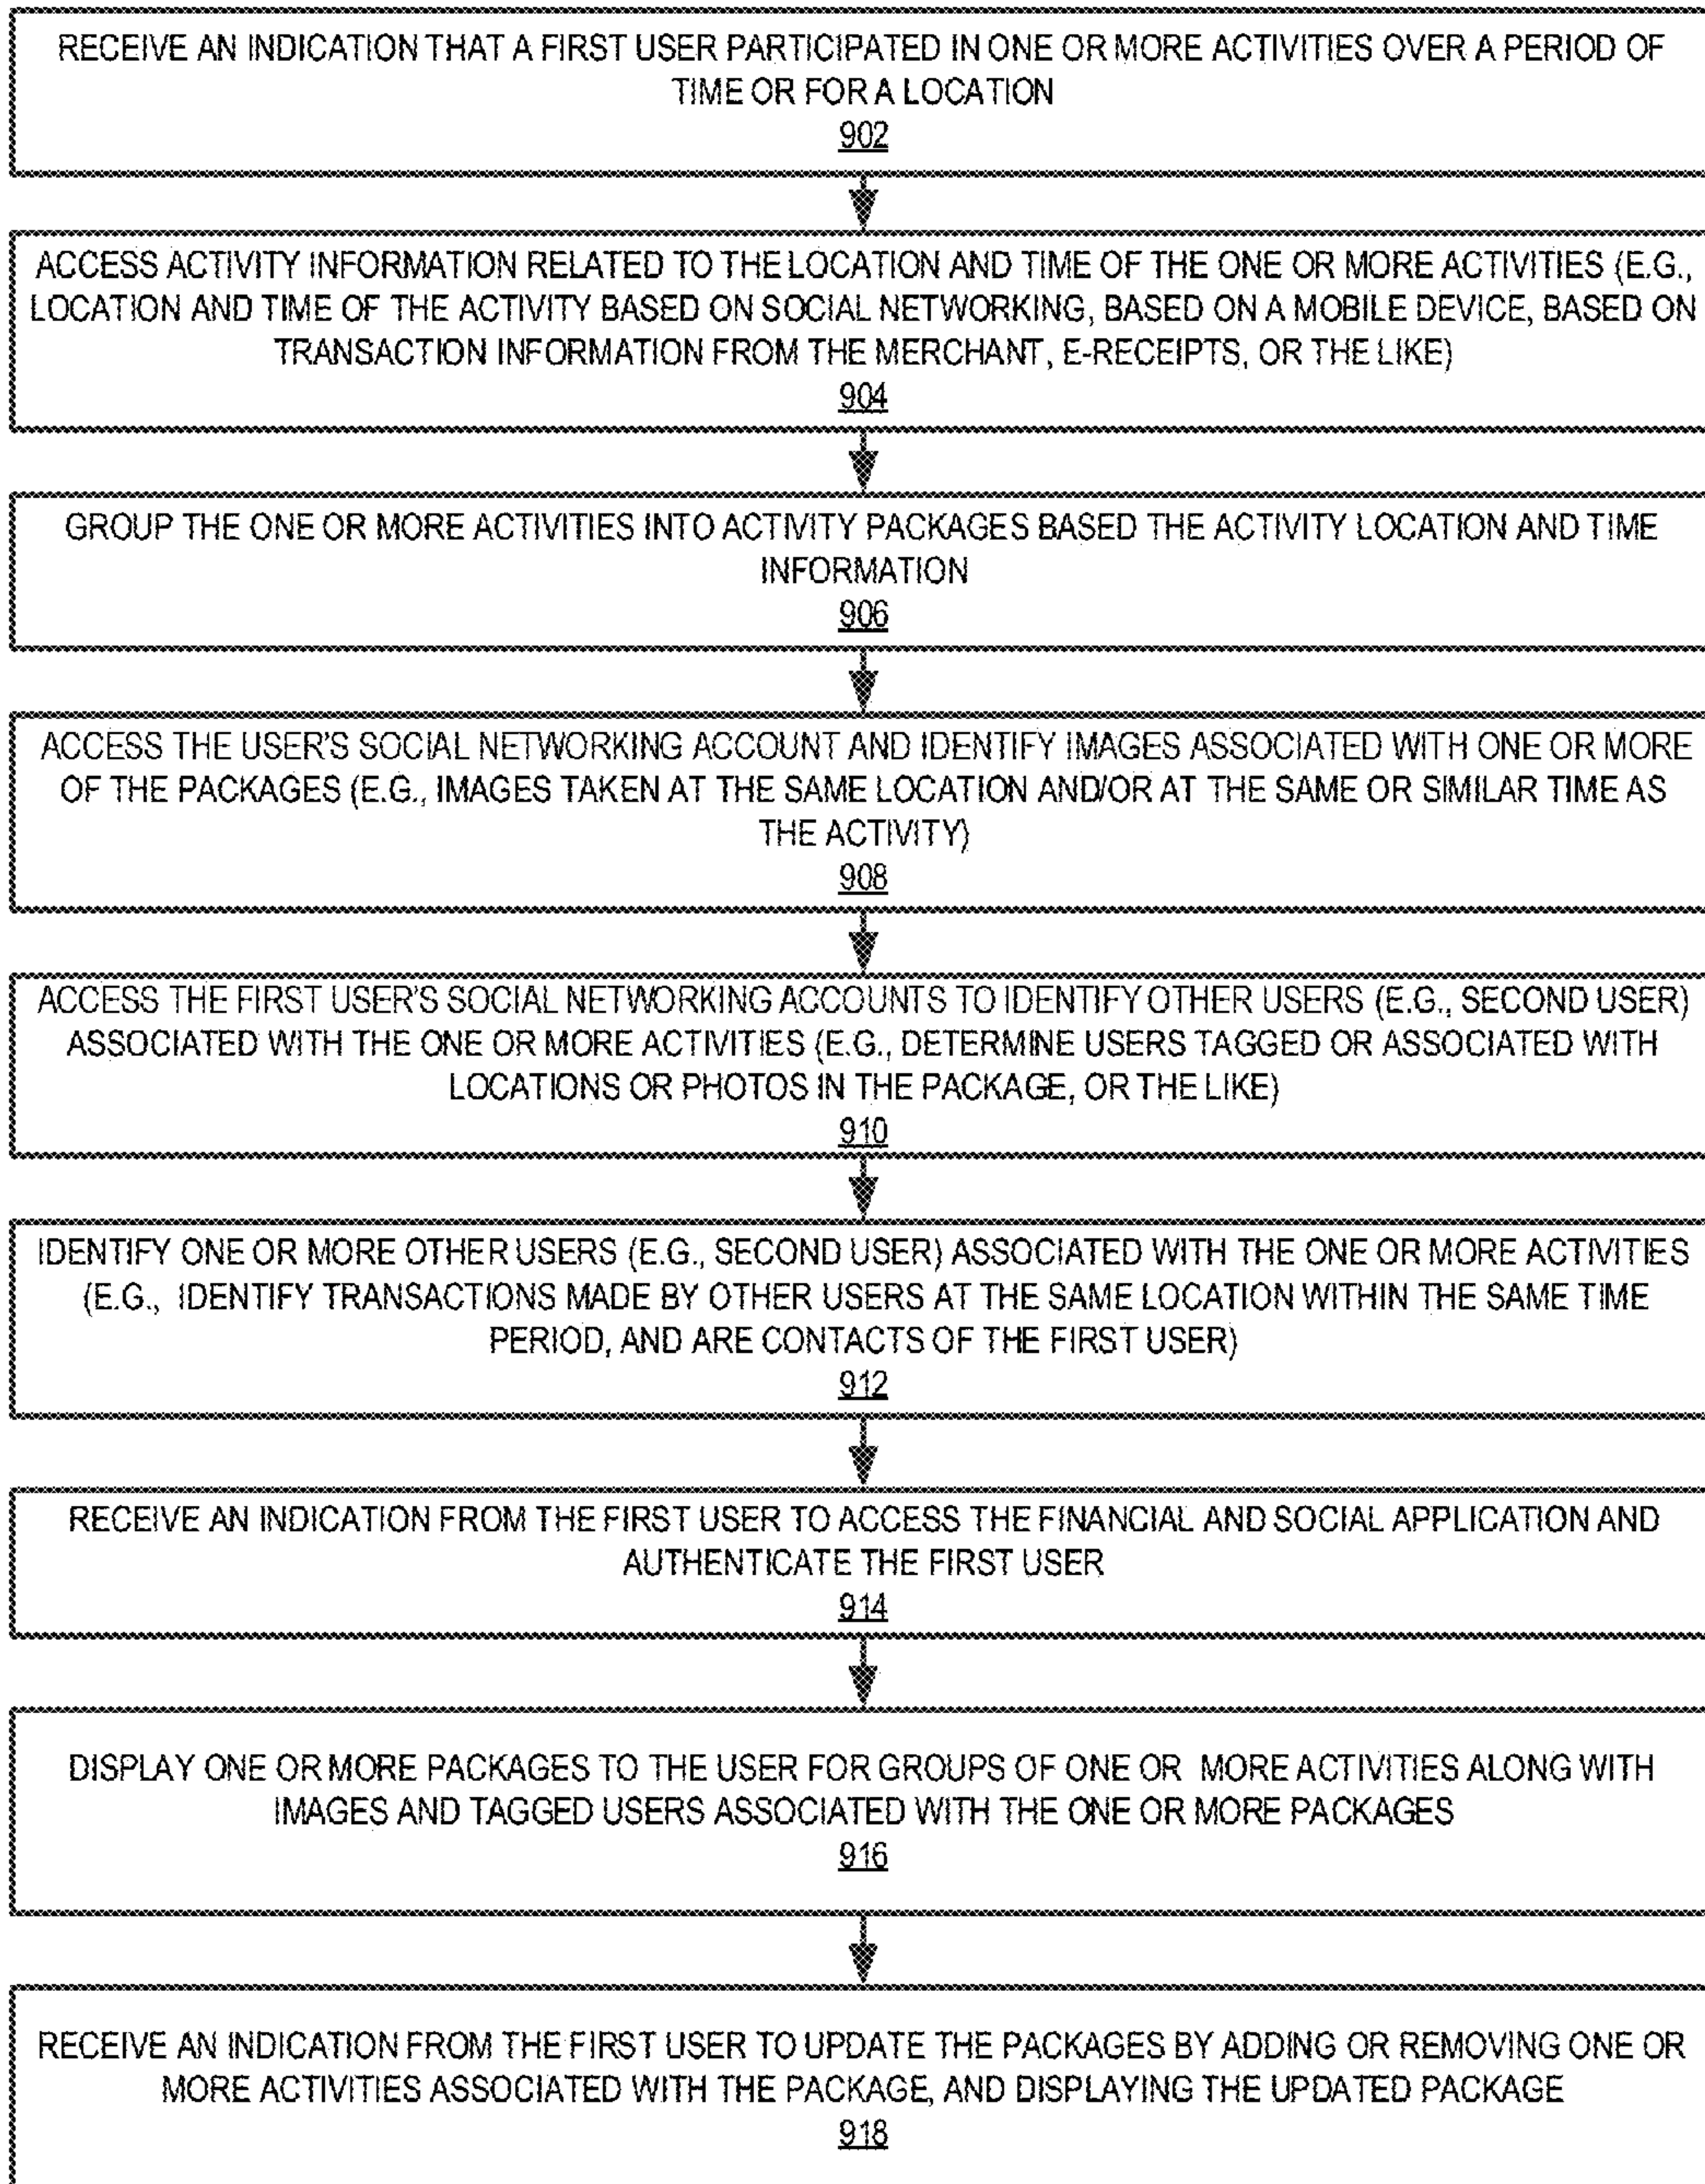 RECEIVE AN INDICATION THAT A FIRST USER PARTICIPATED IN ONE OR MORE ACTIVITIES OVER A PERIOD OF
TIME OR FOR A LOCATION
902
ACCESS ACTIVITY INFORMATION RELATED TO THE LOCATION AND TIME OF THE ONE OR MORE ACTIVITIES (E.G.,
LOCATION AND TIME OF THE ACTIVITY BASED ON SOCIAL NETWORKING, BASED ON A MOBILE DEVICE, BASED ON
TRANSACTION INFORMATION FROM THE MERCHANT, E-RECEIPTS, OR THE LIKE)
904
GROUP THE ONE OR MORE ACTIVITIES INTO ACTIVITY PACKAGES BASED THE ACTIVITY LOCATION AND TIME
INFORMATION
906
ACCESS THE USER'S SOCIAL NETWORKING ACCOUNT AND IDENTIFY IMAGES ASSOCIATED WITH ONE OR MORE
OF THE PACKAGES (E.G., IMAGES TAKEN AT THE SAME LOCATION AND/OR AT THE SAME OR SIMILAR TIME AS
THE ACTIVITY)
908
ACCESS THE FIRST USER'S SOCIAL NETWORKING ACCOUNTS TO IDENTIFY OTHER USERS (E.G., SECOND USER)
ASSOCIATED WITH THE ONE OR MORE ACTIVITIES (E.G., DETERMINE USERS TAGGED OR ASSOCIATED WITH
LOCATIONS OR PHOTOS IN THE PACKAGE, OR THE LIKE)
910
IDENTIFY ONE OR MORE OTHER USERS (E.G., SECOND USER) ASSOCIATED WITH THE ONE OR MORE ACTIVITIES
(E.G., IDENTIFY TRANSACTIONS MADE BY OTHER USERS AT THE SAME LOCATION WITHIN THE SAME TIME
PERIOD, AND ARE CONTACTS OF THE FIRST USER)
912
RECEIVE AN INDICATION FROM THE FIRST USER TO ACCESS THE FINANCIAL AND SOCIAL APPLICATION AND
AUTHENTICATE THE FIRST USER
914
DISPLAY ONE OR MORE PACKAGES TO THE USER FOR GROUPS OF ONE OR MORE ACTIVITIES ALONG WITH
IMAGES AND TAGGED USERS ASSOCIATED WITH THE ONE OR MORE PACKAGES
916
RECEIVE AN INDICATION FROM THE FIRST USER TO UPDATE THE PACKAGES BY ADDING OR REMOVING ONE OR
MORE ACTIVITIES ASSOCIATED WITH THE PACKAGE, AND DISPLAYING THE UPDATED PACKAGE
918